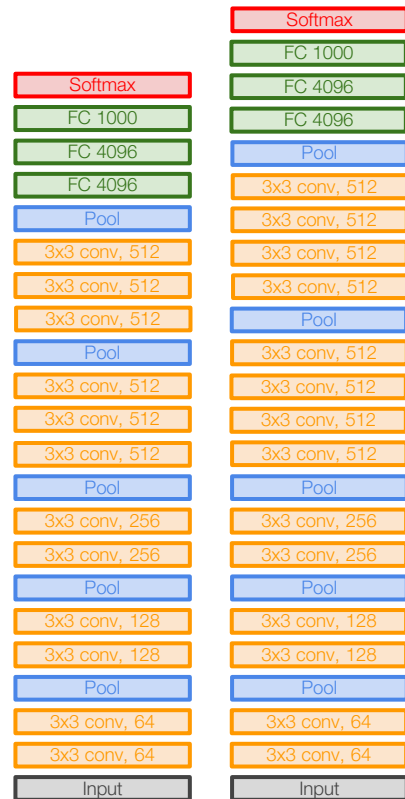 Softmax
FC 1000
FC 4096
FC 4096
Pool
3x3 conv, 512
3x3 conv, 512
3x3 conv, 512
Pool
3x3 conv, 512
3x3 conv, 512
3x3 conv, 512
Pool
3x3 conv, 256
3x3 conv, 256
Pool
3x3 conv, 128
3x3 conv, 128
Pool
3x3 conv, 64
3x3 conv, 64
Input
Softmax
FC 1000
FC 4096
FC 4096
Pool
3x3 conv, 512
3x3 conv, 512
3x3 conv, 512
3x3 conv, 512
Pool
3x3 conv, 512
3x3 conv, 512
3x3 conv, 512
3x3 conv, 512
Pool
3x3 conv, 256
3x3 conv, 256
Pool
3x3 conv, 128
3x3 conv, 128
Pool
3x3 conv, 64
3x3 conv, 64
Input